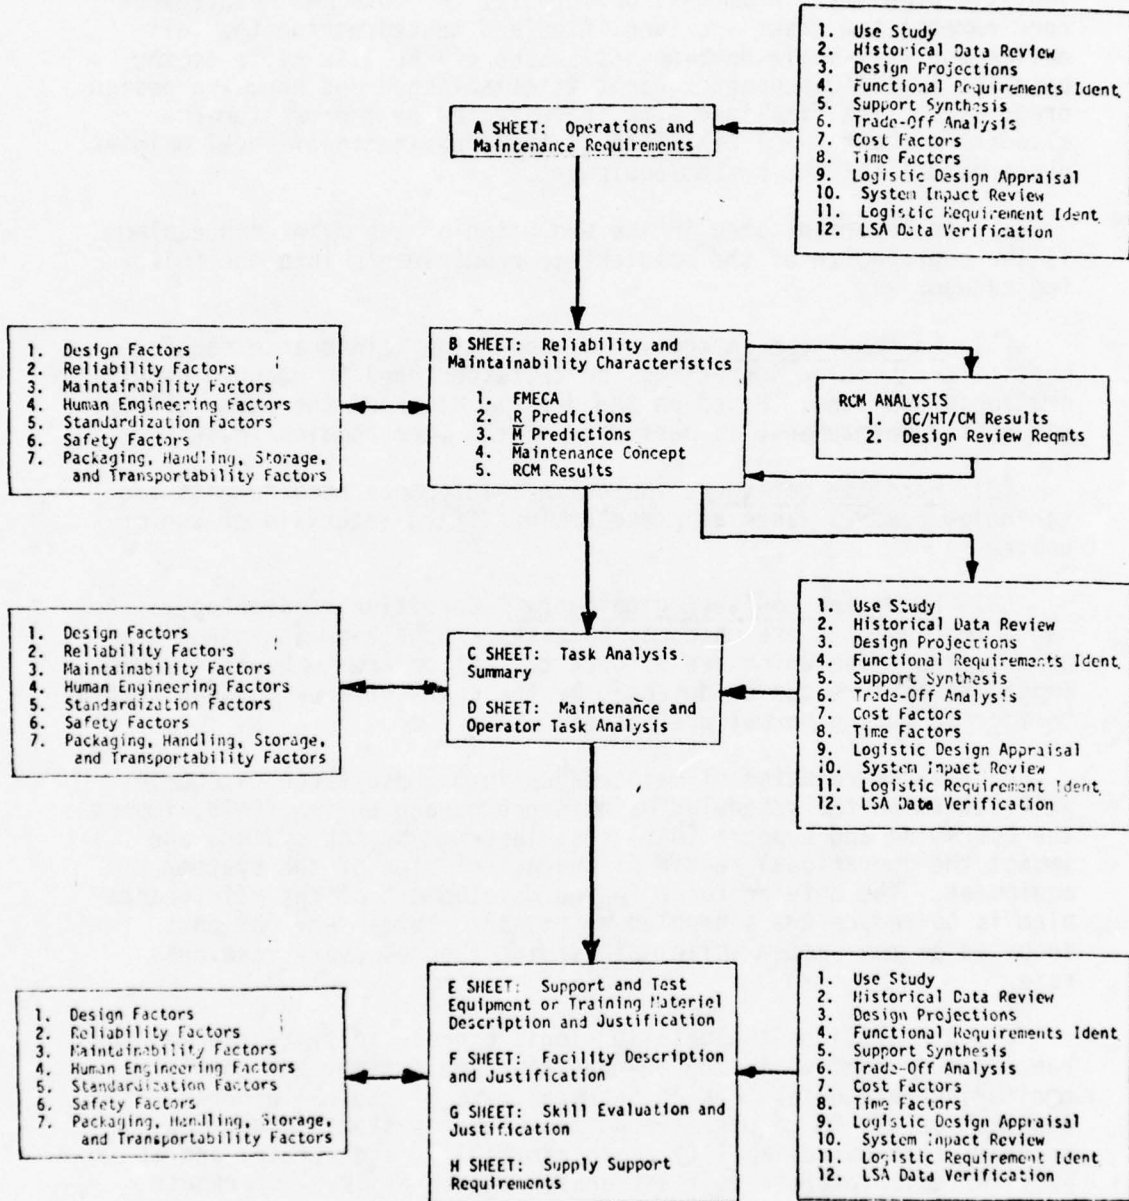 1. Use Study
2. Historical Data Review
3. Design Projections
4. Functional Requirements Ident.
5. Support Synthesis
6. Trade-Off Analysis
7. Cost Factors
8. Time Factors
9. Logistic Design Appraisal
10. System Impact Review
11. Logistic Requirement Ident.
12. LSA Data Verification
A SHEET: Operations and
Maintenance Requirements
1. Design Factors
2. Reliability Factors
3. Maintainability Factors
4. Human Engineering Factors
5. Standardization Factors
6. Safety Factors
7. Packaging, Handling, Storage,
and Transportability Factors
B SHEET: Reliability and
Maintainability Characteristics
1. FMECA
2. R Predictions
3. M Predictions
4. Maintenance Concept
5. RCM Results
RCM ANALYSIS
1. OC/HT/CM Results
2. Design Review Reqmts
1. Design Factors
2. Reliability Factors
3. Maintainability Factors
4. Human Engineering Factors
5. Standardization Factors
6. Safety Factors
7. Packaging, Handling, Storage,
and Transportability Factors
C SHEET: Task Analysis
Summary
D SHEET: Maintenance and
Operator Task Analysis
1. Use Study
2. Historical Data Review
3. Design Projections
4. Functional Requirements Ident
5. Support Synthesis
6. Trade-Off Analysis
7. Cost Factors
8. Time Factors
9. Logistic Design Appraisal
10. System Impact Review
11. Logistic Requirement Ident.
12. LSA Data Verification
1. Design Factors
2. Reliability Factors
3. Maintainability Factors
4. Human Engineering Factors
5. Standardization Factors
6. Safety Factors
7. Packaging, Handling, Storage,
and Transportability Factors
E SHEET: Support and Test
Equipment or Training Materiel
Description and Justification
F SHEET: Facility Description
and Justification
G SHEET: Skill Evaluation and
Justification
H SHEET: Supply Support
Requirements
1. Use Study
2. Historical Data Review
3. Design Projections
4. Functional Requirements Ident
5. Support Synthesis
6. Trade-Off Analysis
7. Cost Factors
8. Time Factors
9. Logistic Design Appraisal
10. System Impact Review
11. Logistic Requirement Ident.
12. LSA Data Verification